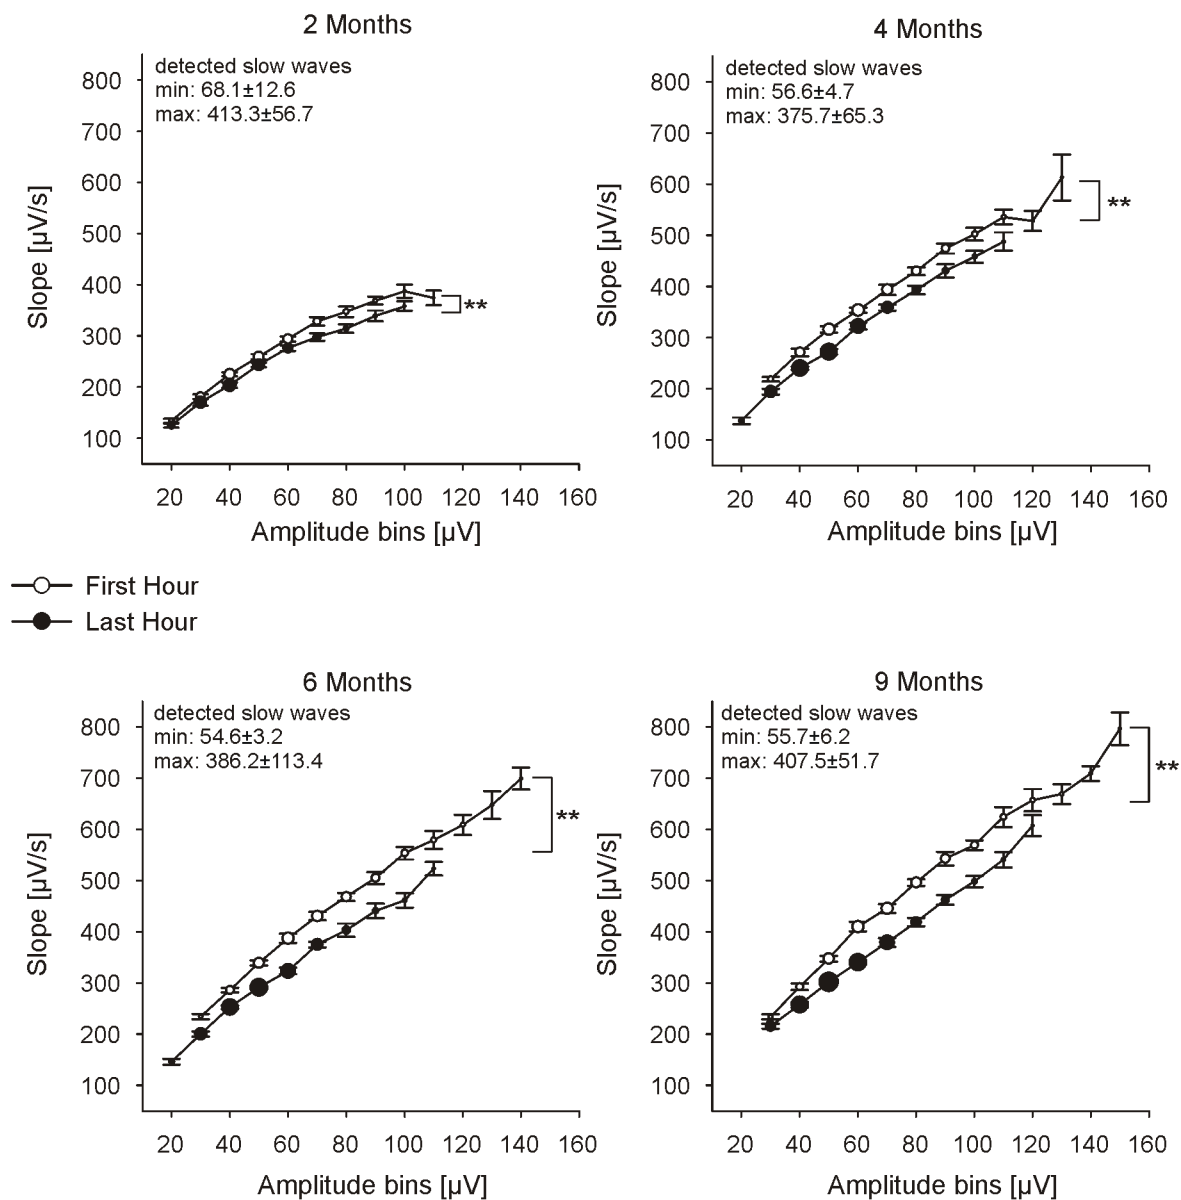 2 Months
detected slow waves
min: 68.1±12.6
max: 413.3±56.7
800
700
600
500
400
300
200
100
Slope [µV/s]
**
20 40 60 80 100 120 140 160
Amplitude bins [µV]
4 Months
detected slow waves
min: 56.6±4.7
max: 375.7±65.3
800
700
600
500
400
300
200
100
Slope [µV/s]
**
20 40 60 80 100 120 140 160
Amplitude bins [µV]
First Hour
Last Hour
6 Months
detected slow waves
min: 54.6±3.2
max: 386.2±113.4
800
700
600
500
400
300
200
100
Slope [µV/s]
**
20 40 60 80 100 120 140 160
Amplitude bins [µV]
9 Months
detected slow waves
min: 55.7±6.2
max: 407.5±51.7
800
700
600
500
400
300
200
100
Slope [µV/s]
**
20 40 60 80 100 120 140 160
Amplitude bins [µV]